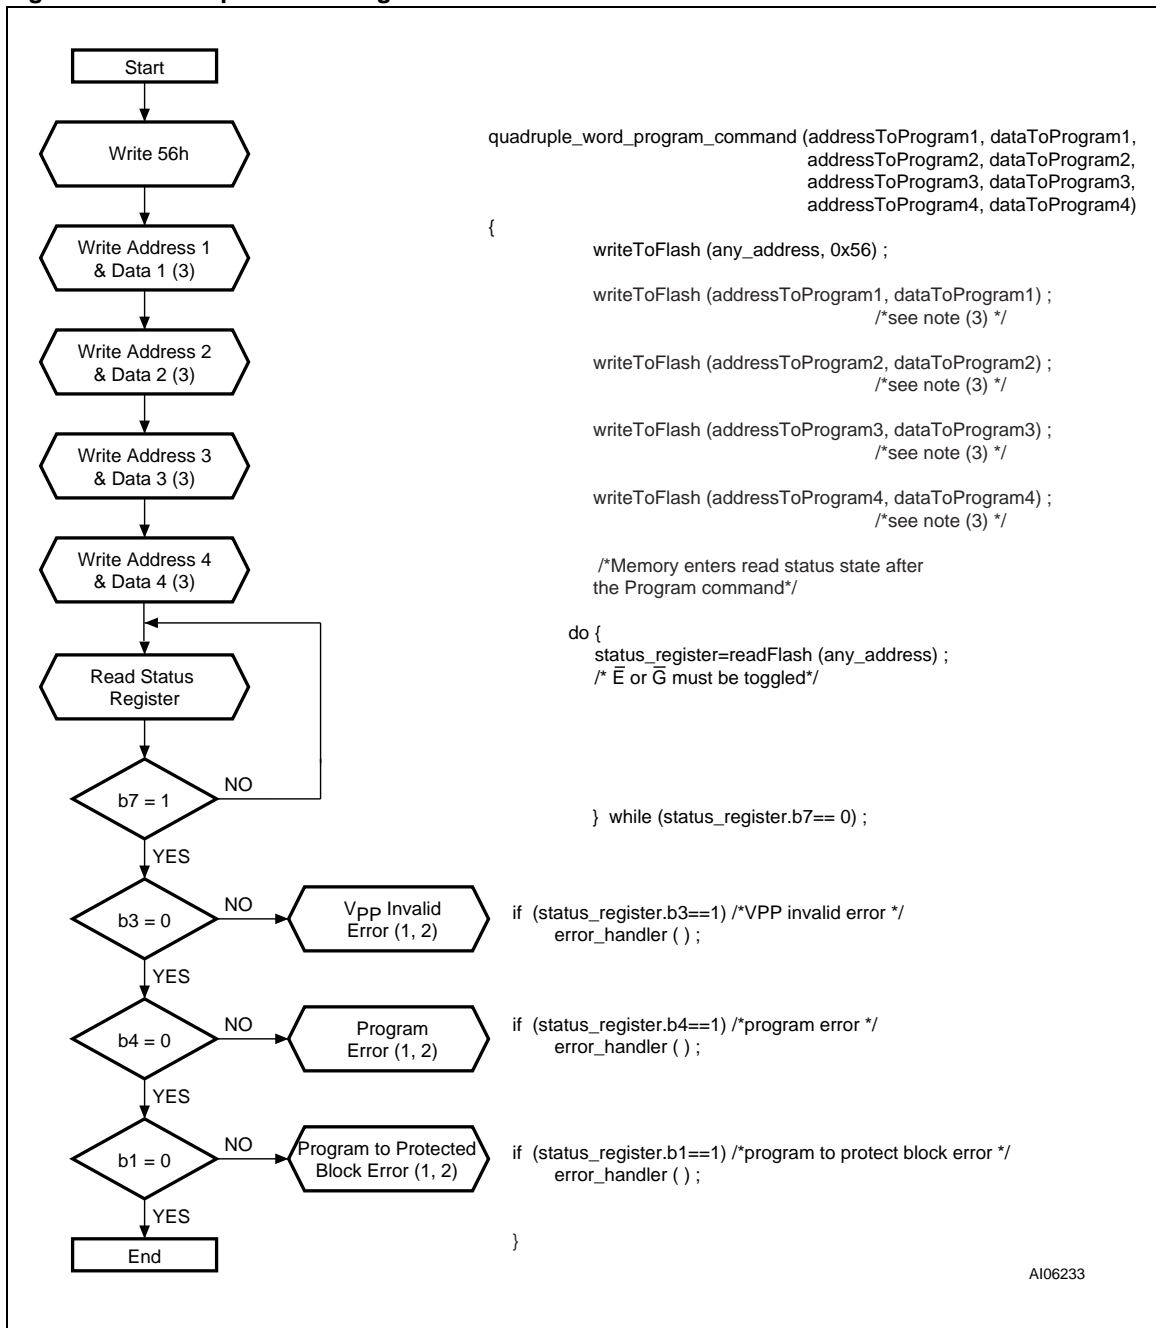 Start
Write 56h
Write Address 1
& Data 1 (3)
Write Address 2
& Data 2 (3)
Write Address 3
& Data 3 (3)
Write Address 4
& Data 4 (3)
Read Status
Register
b7 = 1
NO
YES
b3 = 0
NO
VPP Invalid
Error (1, 2)
YES
b4 = 0
NO
Program
Error (1, 2)
YES
b1 = 0
NO
Program to Protected
Block Error (1, 2)
YES
End
quadruple_word_program_command (addressToProgram1, dataToProgram1,
addressToProgram2, dataToProgram2,
addressToProgram3, dataToProgram3,
addressToProgram4, dataToProgram4)
{
writeToFlash (any_address, 0x56) ;
writeToFlash (addressToProgram1, dataToProgram1) ;
/*see note (3) */
writeToFlash (addressToProgram2, dataToProgram2) ;
/*see note (3) */
writeToFlash (addressToProgram3, dataToProgram3) ;
/*see note (3) */
writeToFlash (addressToProgram4, dataToProgram4) ;
/*see note (3) */
/*Memory enters read status state after
the Program command*/
do {
status_register=readFlash (any_address) ;
/* E̅ or G̅ must be toggled*/
} while (status_register.b7== 0) ;
if (status_register.b3==1) /*VPP invalid error */
error_handler ( ) ;
if (status_register.b4==1) /*program error */
error_handler ( ) ;
if (status_register.b1==1) /*program to protect block error */
error_handler ( ) ;
}
AI06233